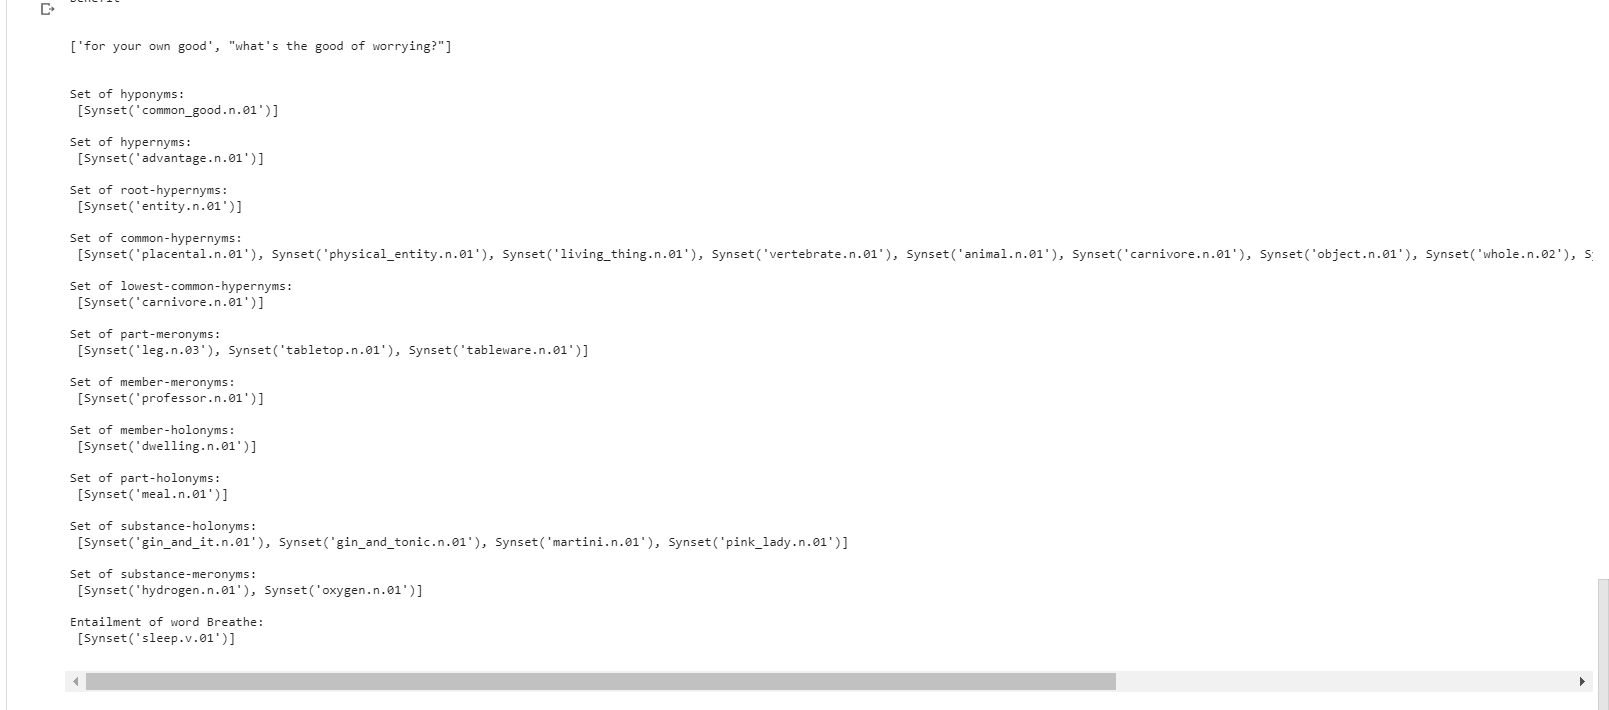 ['for your own good', "what's the good of worrying?"]
Set of hyponyms:
[Synset('common_good.n.01')]
Set of hypernyms:
[Synset('advantage.n.01')]
Set of root-hypernyms:
[Synset('entity.n.01')]
Set of common-hypernyms:
[Synset('placental.n.01'), Synset('physical_entity.n.01'), Synset('living_thing.n.01'), Synset('vertebrate.n.01'), Synset('animal.n.01'), Synset('carnivore.n.01'), Synset('object.n.01'), Synset('whole.n.02'),
Set of lowest-common-hypernyms:
[Synset('carnivore.n.01')]
Set of part-meronyms:
[Synset('leg.n.03'), Synset('tabletop.n.01'), Synset('tableware.n.01')]
Set of member-meronyms:
[Synset('professor.n.01')]
Set of member-holonyms:
[Synset('dwelling.n.01')]
Set of part-holonyms:
[Synset('meal.n.01')]
Set of substance-holonyms:
[Synset('gin_and_it.n.01'), Synset('gin_and_tonic.n.01'), Synset('martini.n.01'), Synset('pink_lady.n.01')]
Set of substance-meronyms:
[Synset('hydrogen.n.01'), Synset('oxygen.n.01')]
Entailment of word Breathe:
[Synset('sleep.v.01')]